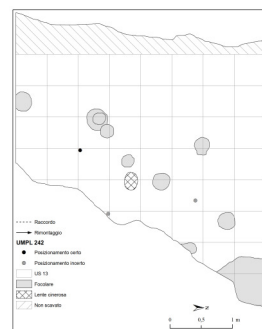 Raccordo
Rimontaggio
UMPL 242
Posizionamento certo
Posizionamento incerto
US 13
Focolare
Lente cinerosa
Non scavato
N
0 0,5 1 m